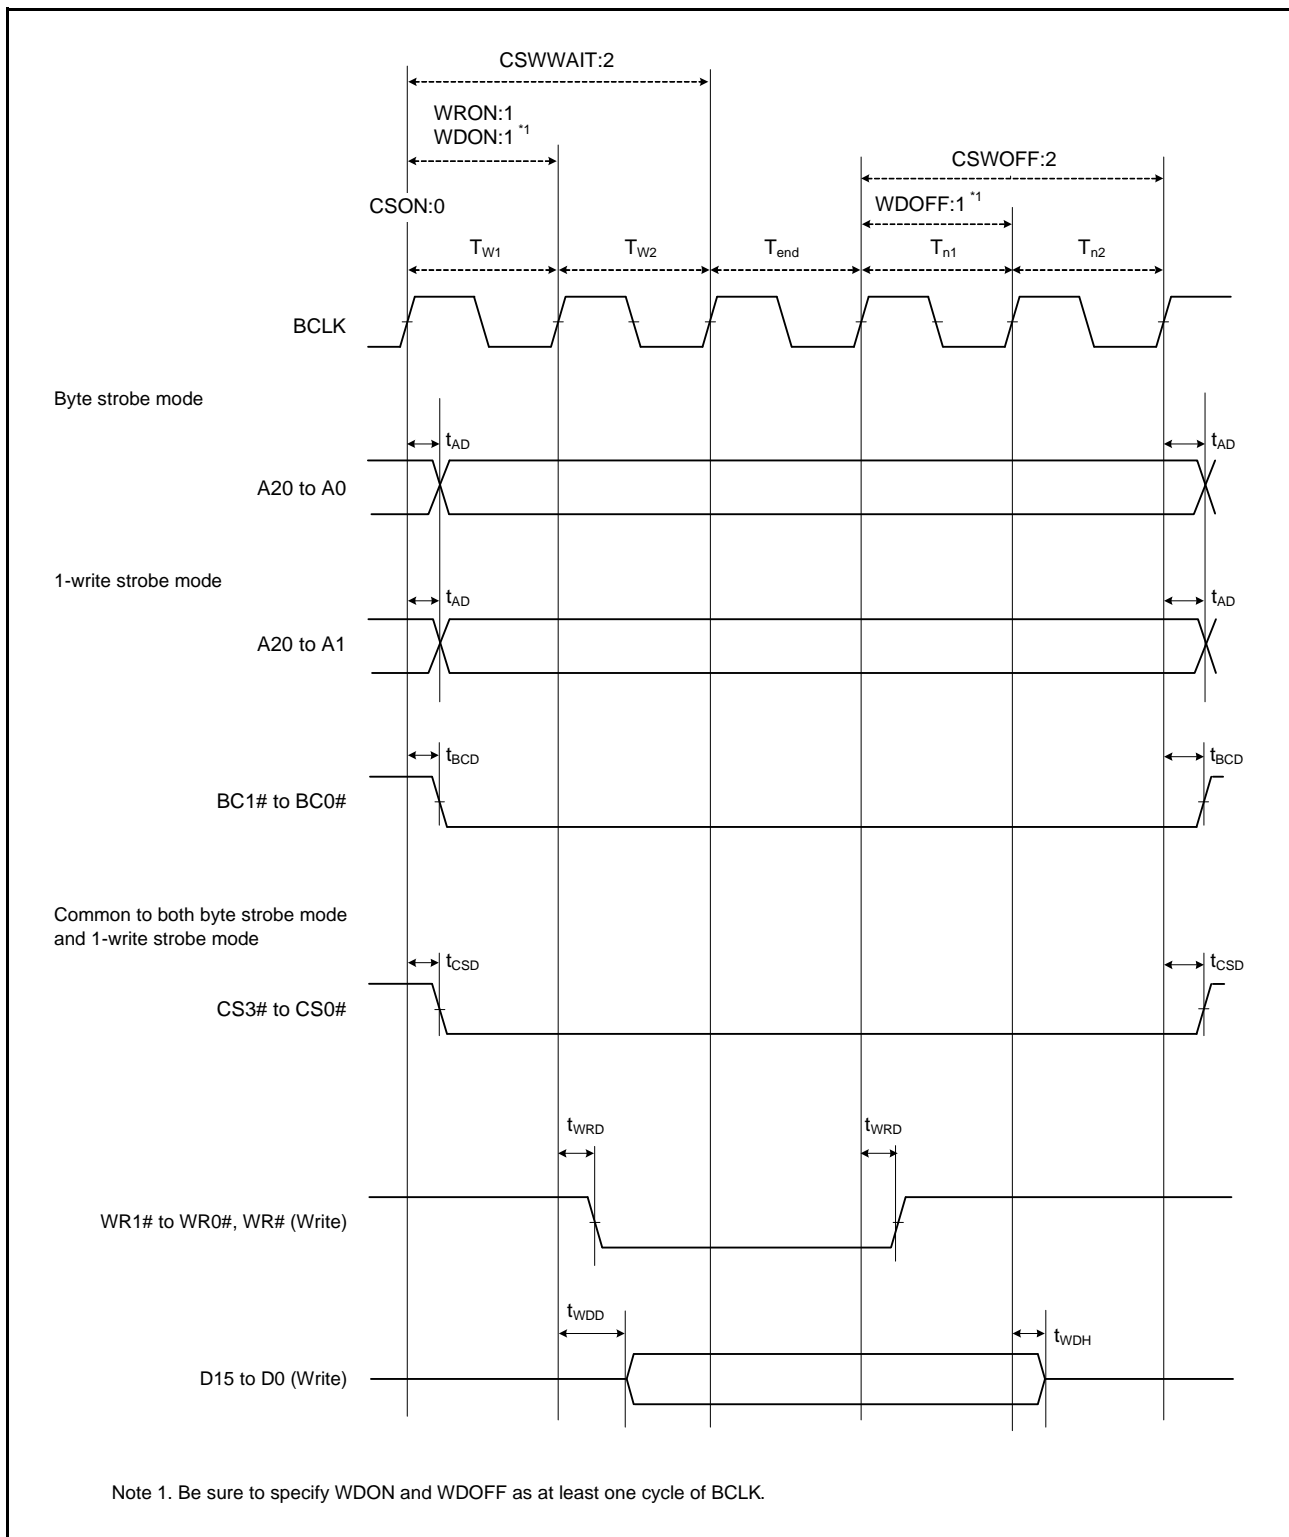 CSWWAIT:2
WRON:1
WDON:1 *1
CSWOFF:2
CSON:0
WDOFF:1 *1
TW1
TW2
Tend
Tn1
Tn2
BCLK
Byte strobe mode
tAD
tAD
A20 to A0
1-write strobe mode
tAD
tAD
A20 to A1
tBCD
tBCD
BC1# to BC0#
Common to both byte strobe mode
and 1-write strobe mode
tCSD
tCSD
CS3# to CS0#
tWRD
tWRD
WR1# to WR0#, WR# (Write)
tWDD
tWDH
D15 to D0 (Write)
Note 1. Be sure to specify WDON and WDOFF as at least one cycle of BCLK.